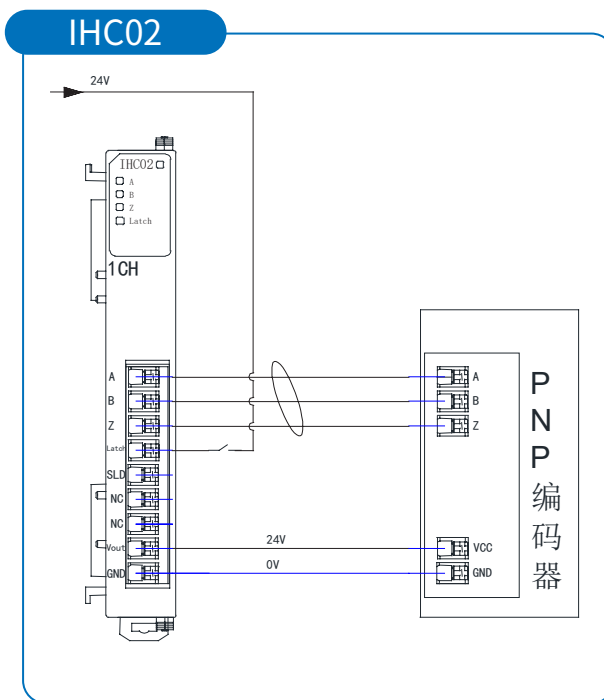 IHC02
24V
IHC02
A
B
Z
Latch
1CH
A
B
Z
Latch
SLD
NC
NC
Vout
GND
24V
0V
A
B
Z
VCC
GND
P
N
P
编
码
器